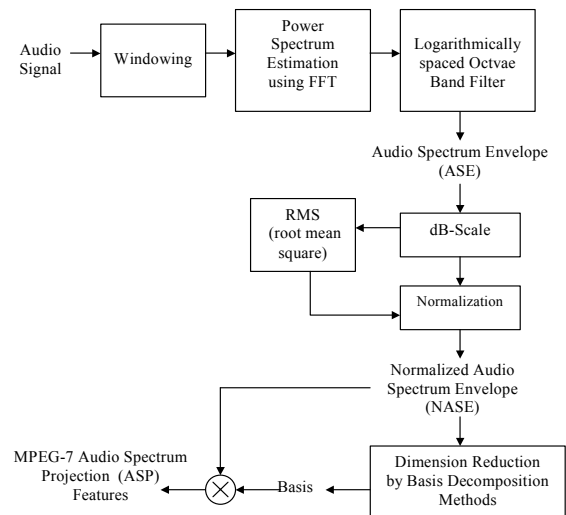 Audio
Signal
Windowing
Power
Spectrum
Estimation
using FFT
Logarithmically
spaced Octvae
Band Filter
Audio Spectrum Envelope
(ASE)
RMS
(root mean
square)
dB-Scale
Normalization
Normalized Audio
Spectrum Envelope
(NASE)
MPEG-7 Audio Spectrum
Projection (ASP)
Features
Basis
Dimension Reduction
by Basis Decomposition
Methods